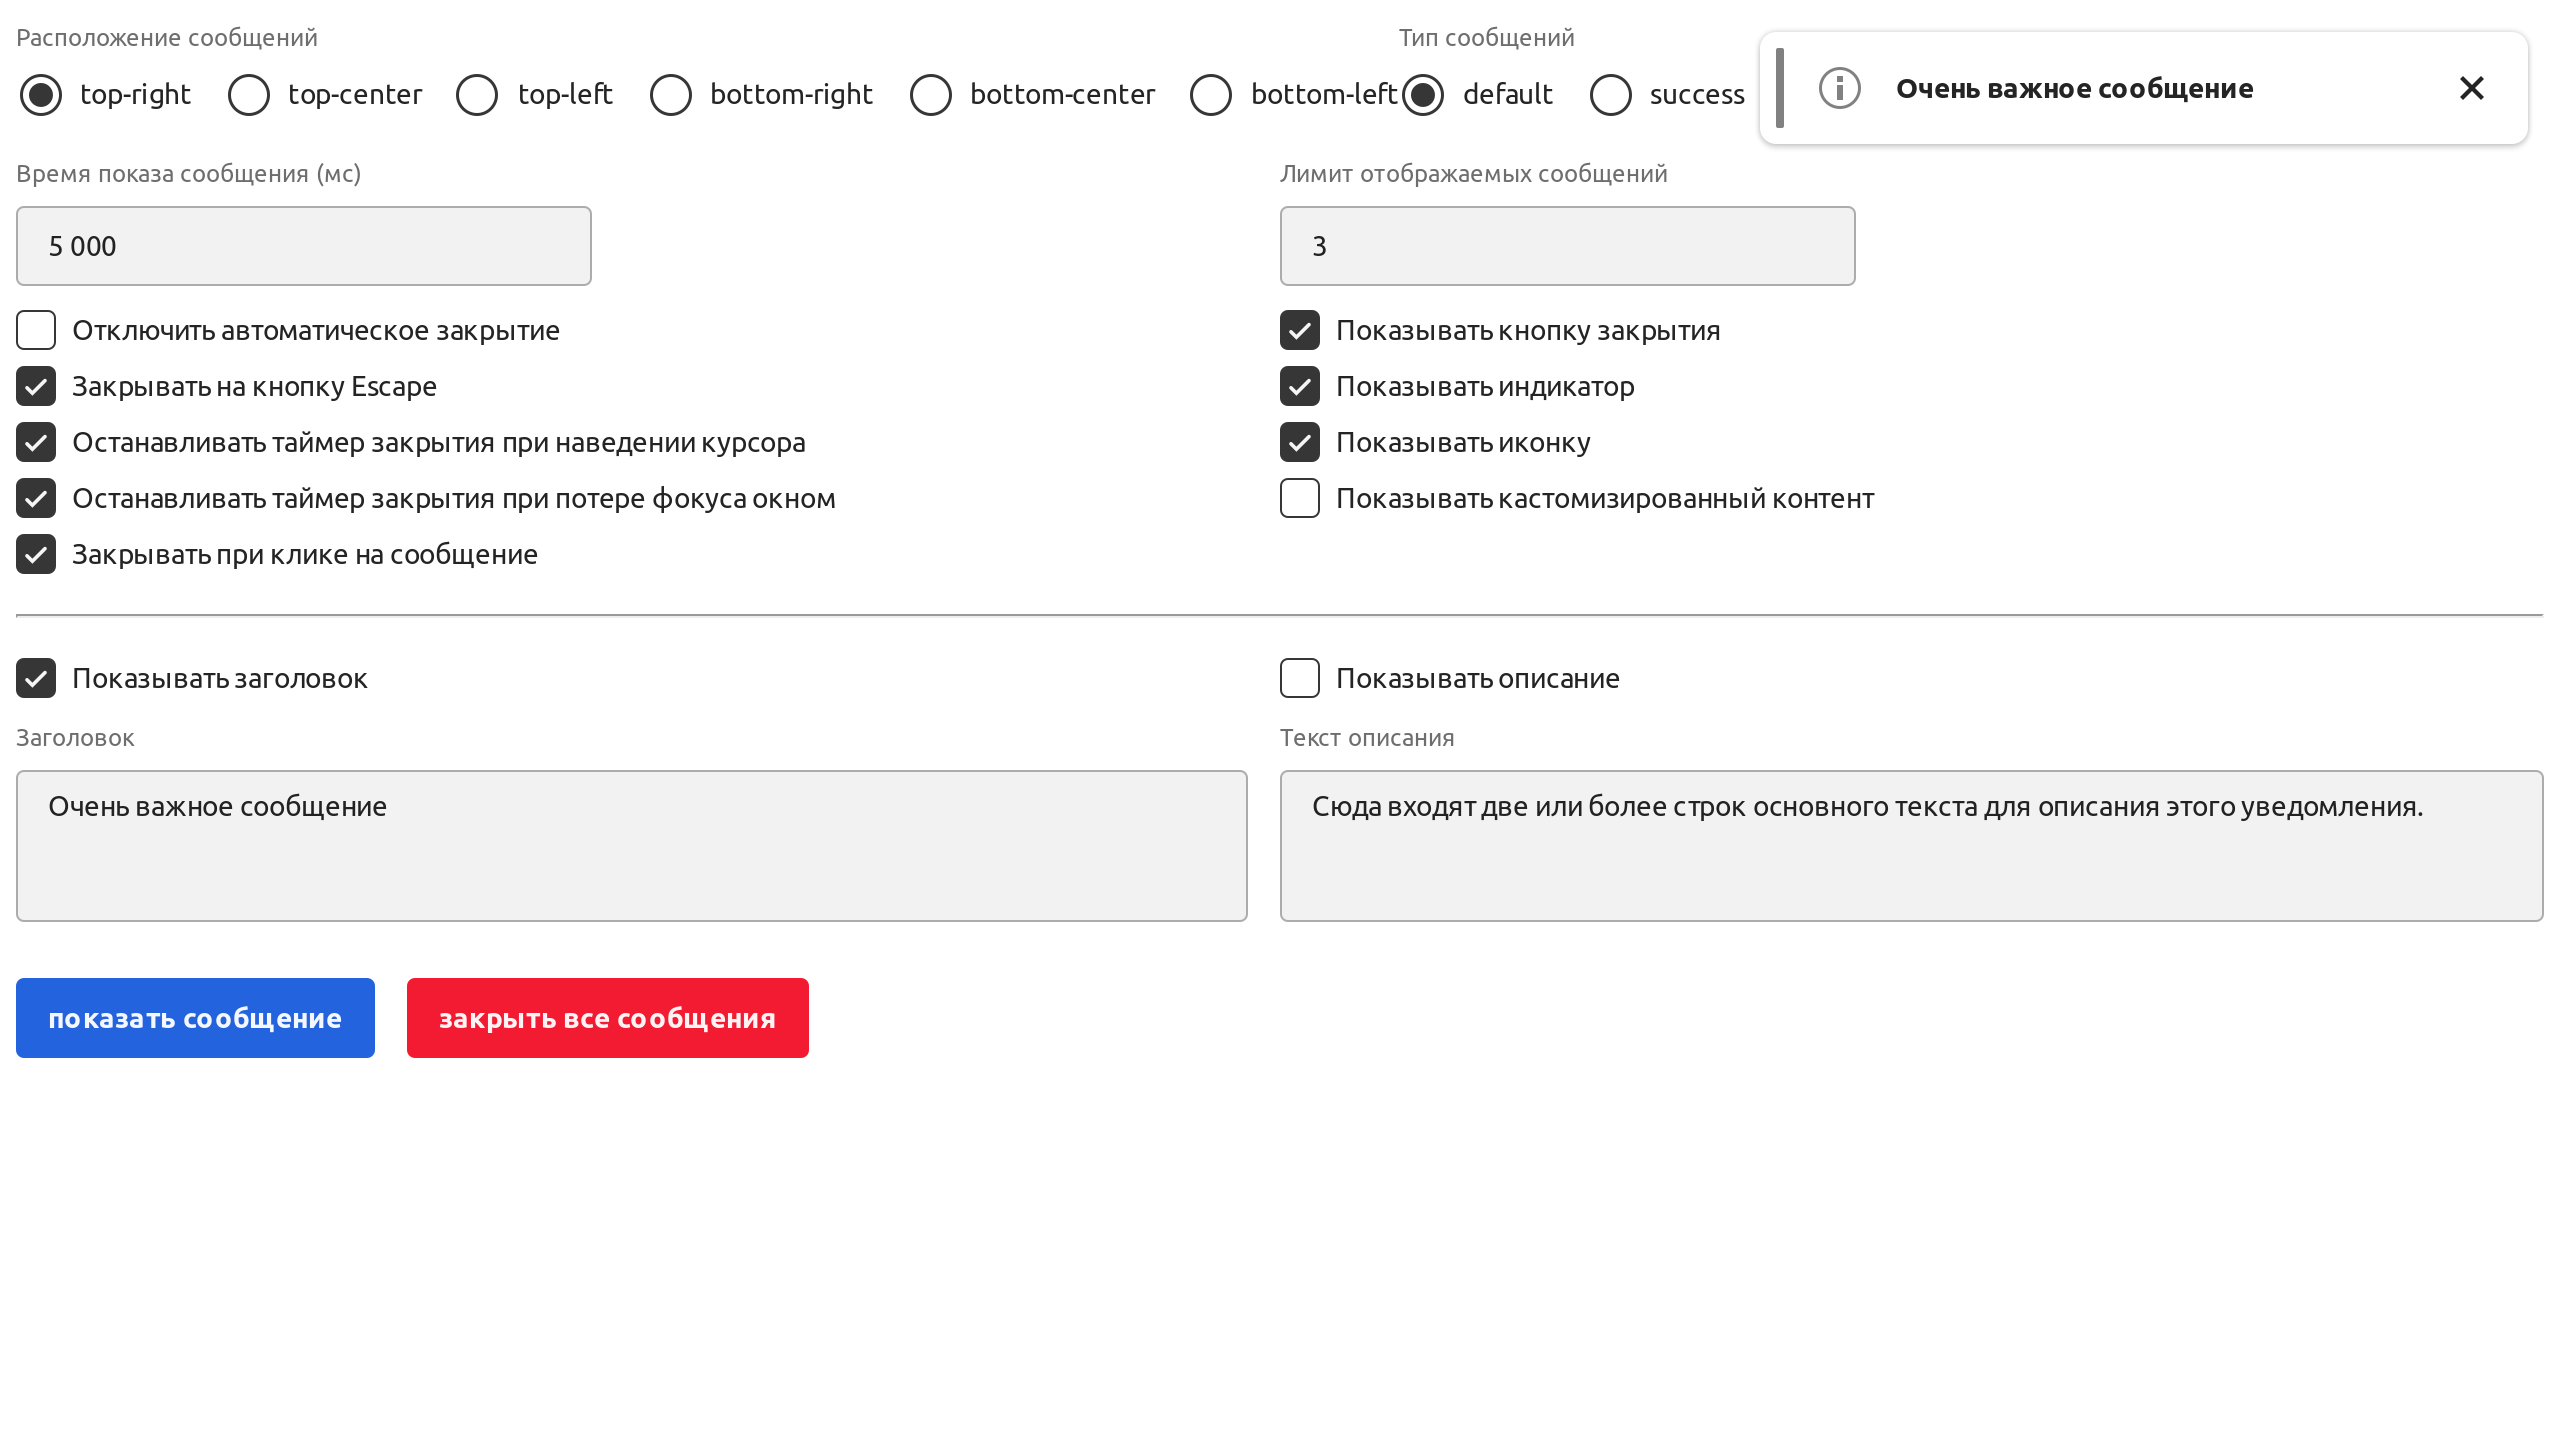 Расположение сообщений
Тип сообщений
top-right top-center top-left bottom-right bottom-center bottom-left default success
Очень важное сообщение
Время показа сообщения (мс)
Лимит отображаемых сообщений
5 000
3
Отключить автоматическое закрытие
Показывать кнопку закрытия
Закрывать на кнопку Escape
Показывать индикатор
Останавливать таймер закрытия при наведении курсора
Показывать иконку
Останавливать таймер закрытия при потере фокуса окном
Показывать кастомизированный контент
Закрывать при клике на сообщение
Показывать заголовок
Показывать описание
Заголовок
Текст описания
Очень важное сообщение
Сюда входят две или более строк основного текста для описания этого уведомления.
показать сообщение
закрыть все сообщения